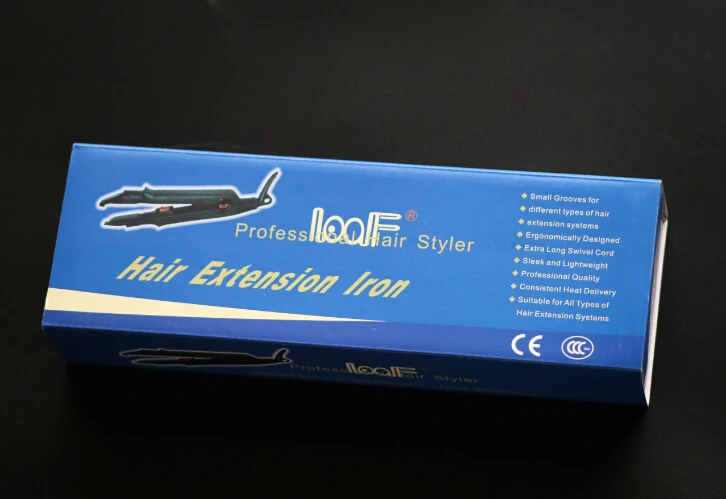 loof®
Professional Hair Styler
Hair Extension Iron
Small Grooves for
different types of hair
extension systems
Ergonomically Designed
Extra Long Swivel Cord
Sleek and Lightweight
Professional Quality
Consistent Heat Delivery
Suitable for All Types of
Hair Extension Systems
CE CCC
loof
Professional Hair Styler